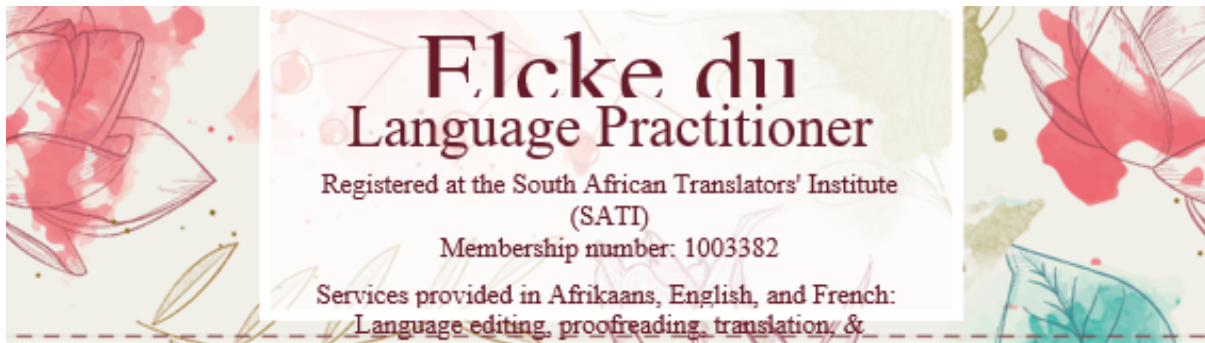 Elcke du
Language Practitioner
Registered at the South African Translators' Institute
(SATI)
Membership number: 1003382
Services provided in Afrikaans, English, and French:
Language editing, proofreading, translation, &